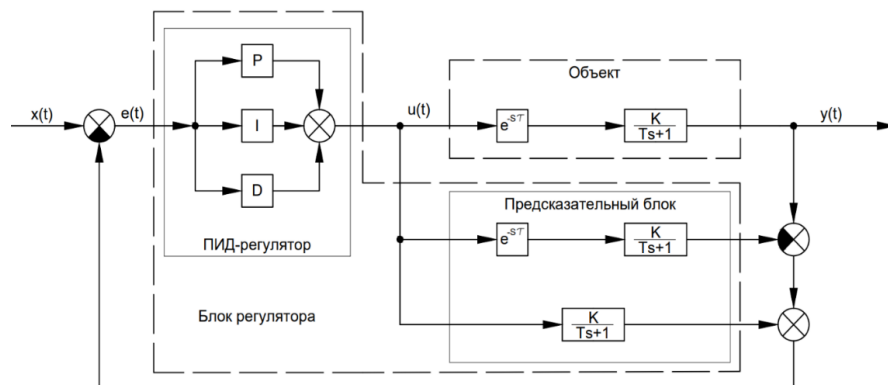 x(t)
e(t)
P
I
D
ПИД-регулятор
Блок регулятора
u(t)
Объект
e^-sτ
K
Ts+1
y(t)
Предсказательный блок
e^-sτ
K
Ts+1
K
Ts+1